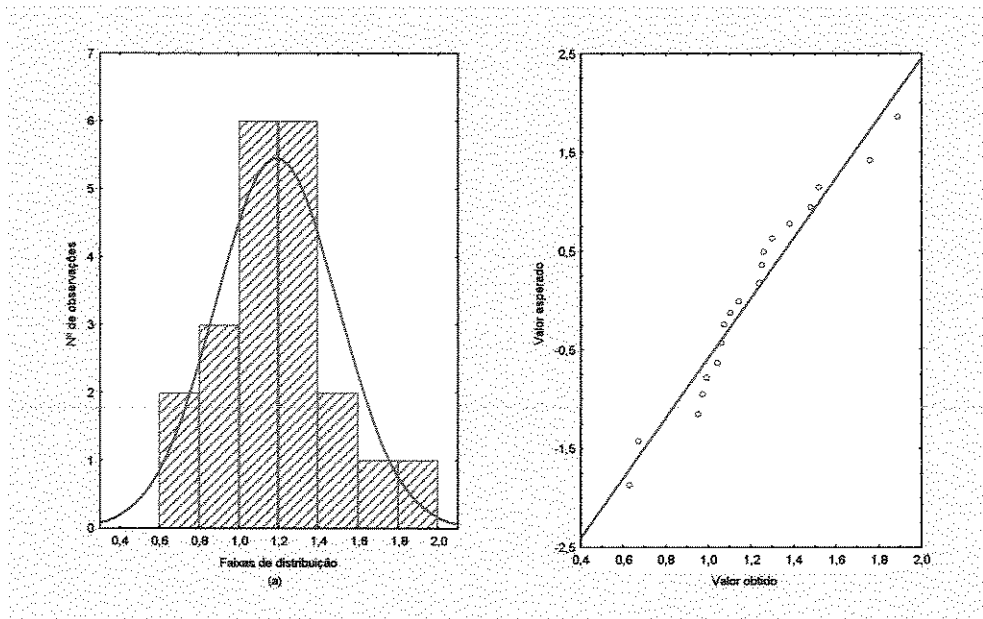 7
6
5
4
3
2
1
0
Nº de observações
0,4 0,6 0,8 1,0 1,2 1,4 1,6 1,8 2,0
Faixas de distribuição
(a)
2,5
1,5
0,5
-0,5
-1,5
-2,5
Valor esperado
0,4 0,6 0,8 1,0 1,2 1,4 1,6 1,8 2,0
Valor obtido